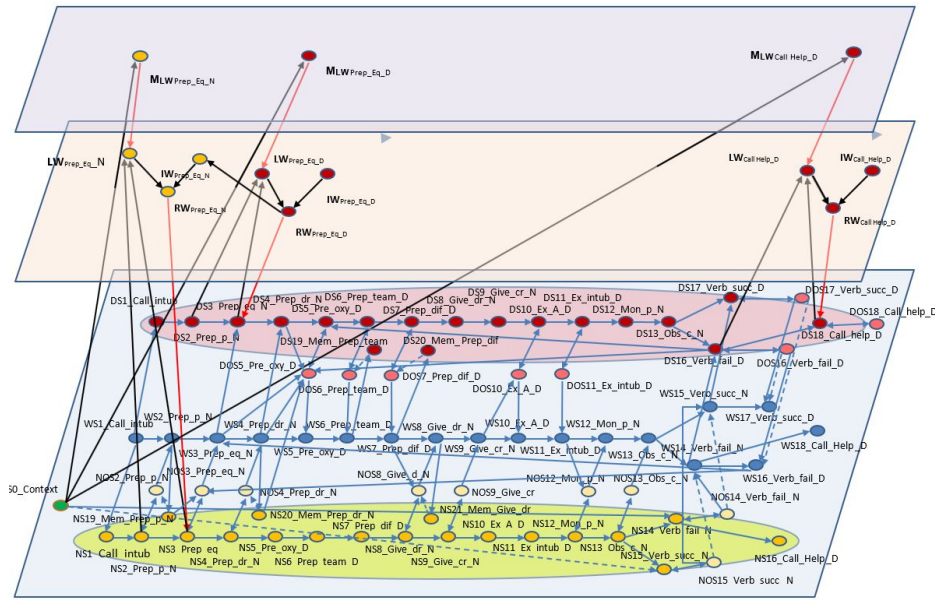 MLWPrep_Eq_N
MLWPrep_Eq_D
MLWCall Help_D
LWPrep_Eq_N
LWPrep_Eq_D
LWCall Help_D
IWCall_Help_D
IWPrep_Eq_N
IWPrep_Eq_D
RWPrep_Eq_N
RWPrep_Eq_D
RWCall Help_D
DS1_Call_intub
DS2_Prep_p_N
DS3_Prep_eq_N
DS4_Prep_dr_N
DS5_Pre_oxy_D
DS6_Prep_team_D
DS7_Prep_dif_D
DS8_Give_dr_N
DS9_Give_cr_N
DS10_Ex_A_D
DS11_Ex_intub_D
DS12_Mon_p_N
DS13_Obs_c_N
DS17_Verb_succ_D
DOS17_Verb_succ_D
DOS18_Call_help_D
DS18_Call_help_D
DS19_Mem_Prep_team
DS20_Mem_Prep_dif
DS16_Verb_fail_D
DOS16_Verb_fail_D
DOS5_Pre_oxy_D
DOS6_Prep_team_D
DOS7_Prep_dif_D
DOS10_Ex_A_D
DOS11_Ex_intub_D
WS1_Call_intub
WS2_Prep_p_N
WS3_Prep_eq_N
WS4_Prep_dr_N
WS5_Pre_oxy_D
WS6_Prep_team_D
WS7_Prep_dif_D
WS8_Give_dr_N
WS9_Give_cr_N
WS10_Ex_A_D
WS11_Ex_intub_D
WS12_Mon_p_N
WS13_Obs_c_N
WS14_Verb_fail_N
WS15_Verb_succ_N
WS17_Verb_succ_D
WS18_Call_Help_D
WS16_Verb_fail_D
NOS2_Prep_p_N
NOS3_Prep_eq_N
NOS4_Prep_dr_N
NOS8_Give_d_N
NOS9_Give_cr
NOS12_Mon_p_N
NOS13_Obs_c_N
NOS14_Verb_fail_N
S0_Context
NS19_Mem_Prep_p_N
NS20_Mem_Prep_dr_N
NS21_Mem_Give_dr
NS1_Call_intub
NS2_Prep_p_N
NS3_Prep_eq
NS4_Prep_dr_N
NS5_Pre_oxy_D
NS6_Prep_team_D
NS7_Prep_dif_D
NS8_Give_dr_N
NS9_Give_cr_N
NS10_Ex_A_D
NS11_Ex_intub_D
NS12_Mon_p_N
NS13_Obs_c_N
NS14_Verb_fail_N
NS15_Verb_succ_N
NS16_Call_Help_D
NOS15_Verb_succ_N